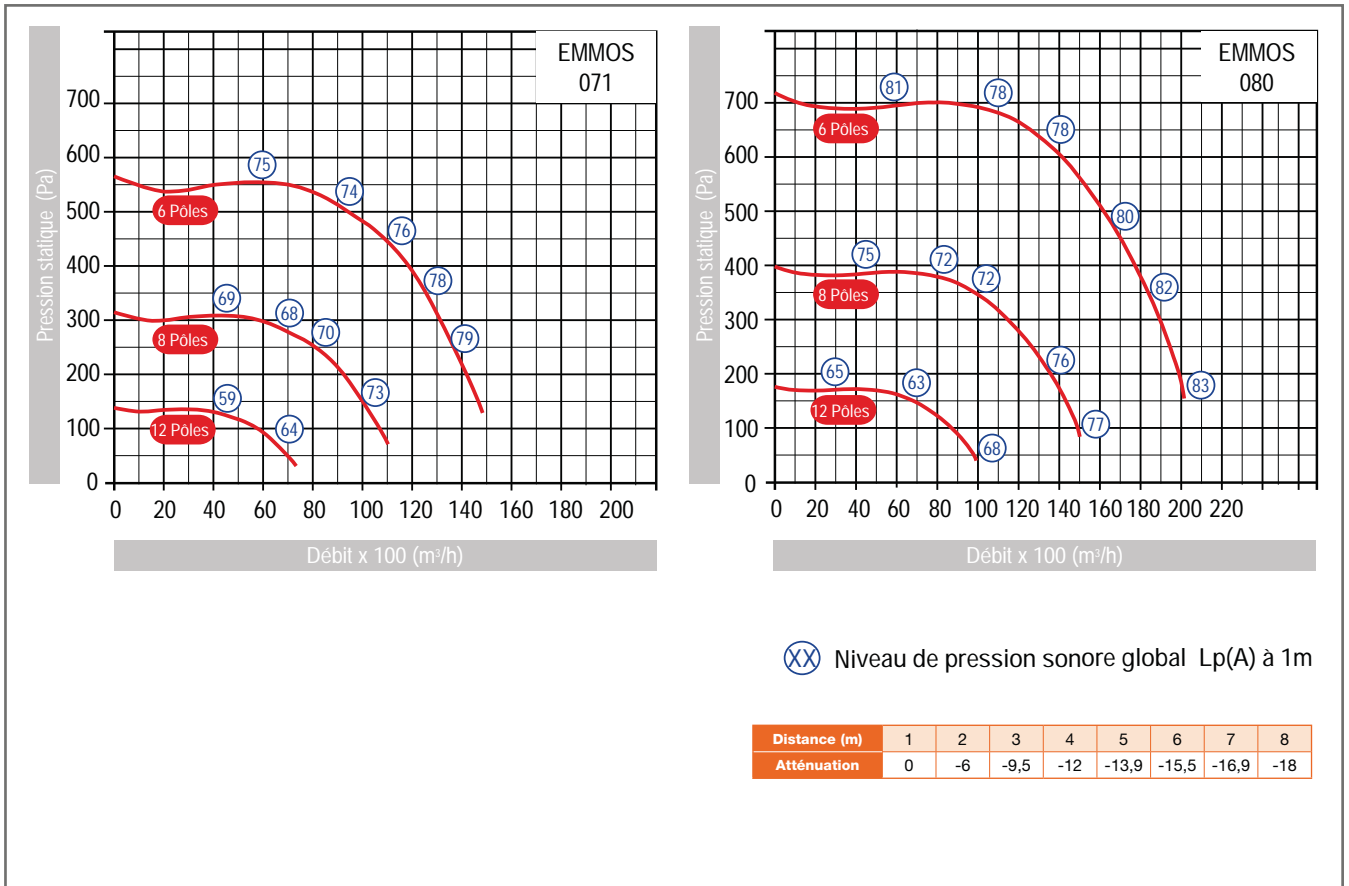 EMMOS
071
Pression statique (Pa)
700
600
500
400
300
200
100
0
75
74
76
78
79
6 Pôles
69
68
70
73
8 Pôles
59
64
12 Pôles
0 20 40 60 80 100 120 140 160 180 200
Débit x 100 (m³/h)
EMMOS
080
Pression statique (Pa)
700
600
500
400
300
200
100
0
81
78
78
80
82
83
6 Pôles
75
72
72
76
77
8 Pôles
65
63
68
12 Pôles
0 20 40 60 80 100 120 140 160 180 200 220
Débit x 100 (m³/h)
XX Niveau de pression sonore global Lp(A) à 1m
Distance (m) 1 2 3 4 5 6 7 8
Atténuation 0 -6 -9,5 -12 -13,9 -15,5 -16,9 -18